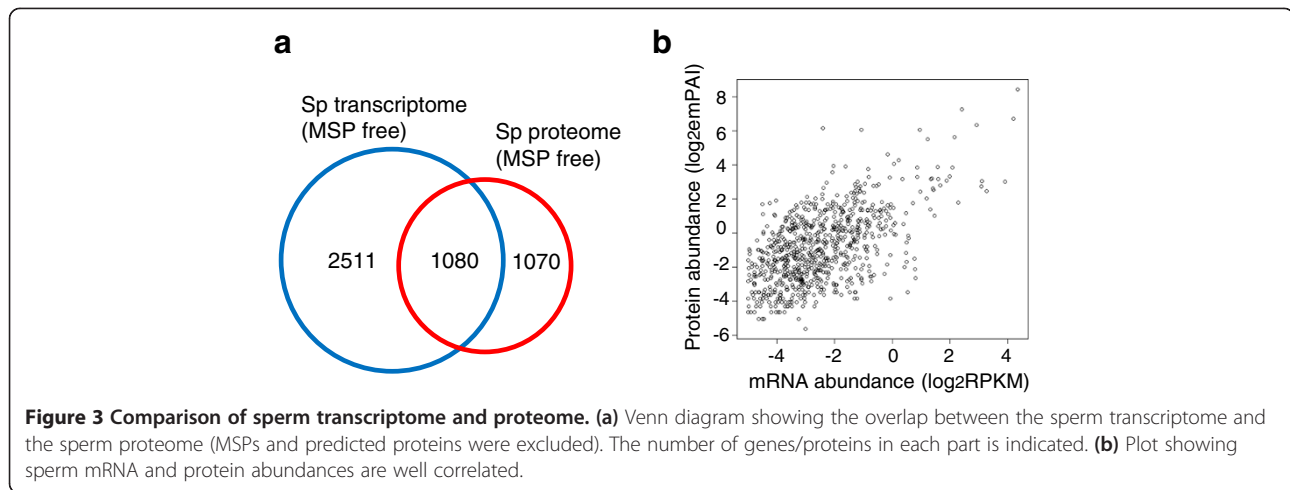 a
Sp transcriptome
(MSP free)
Sp proteome
(MSP free)
2511
1080
1070
b
Protein abundance (log2emPAI)
8
6
4
2
0
-2
-4
-6
-4
-2
0
2
4
mRNA abundance (log2RPKM)
Figure 3 Comparison of sperm transcriptome and proteome. (a) Venn diagram showing the overlap between the sperm transcriptome and
the sperm proteome (MSPs and predicted proteins were excluded). The number of genes/proteins in each part is indicated. (b) Plot showing
sperm mRNA and protein abundances are well correlated.